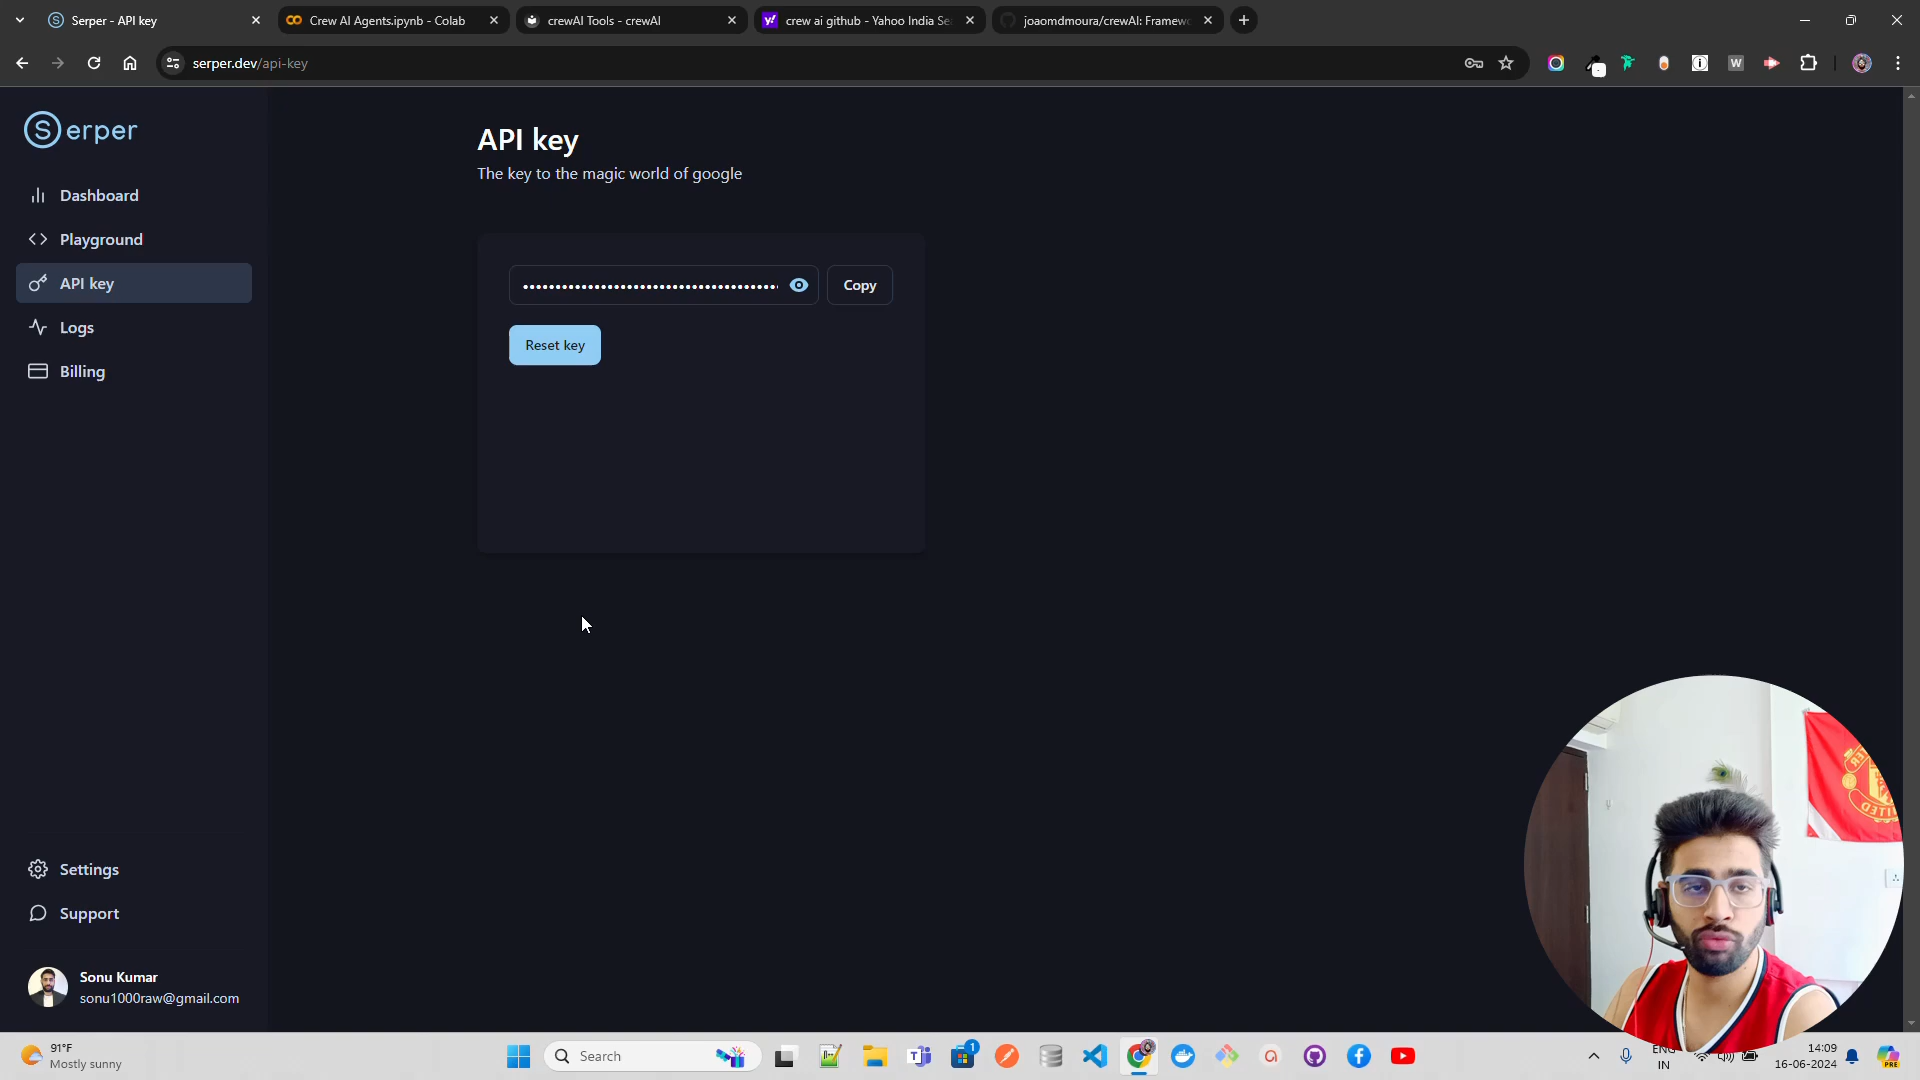 Serper - API key
Crew AI Agents.ipynb - Colab
crewAI Tools - crewAI
crew ai github - Yahoo India Se
joaomdmoura/crewAI: Framew
serper.dev/api-key
Serper
Dashboard
Playground
API key
Logs
Billing
API key
The key to the magic world of google
Copy
Reset key
Settings
Support
Sonu Kumar
sonu1000raw@gmail.com
91°F
Mostly sunny
Search
1
ENG
IN
14:09
16-06-2024
PRE